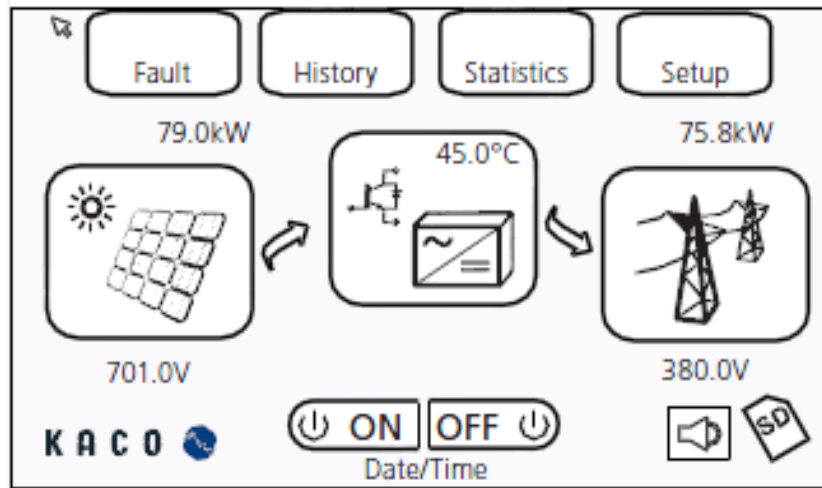 Fault History Statistics Setup
79.0kW 75.8kW
45.0°C
701.0V 380.0V
KACO ON OFF SD
Date/Time